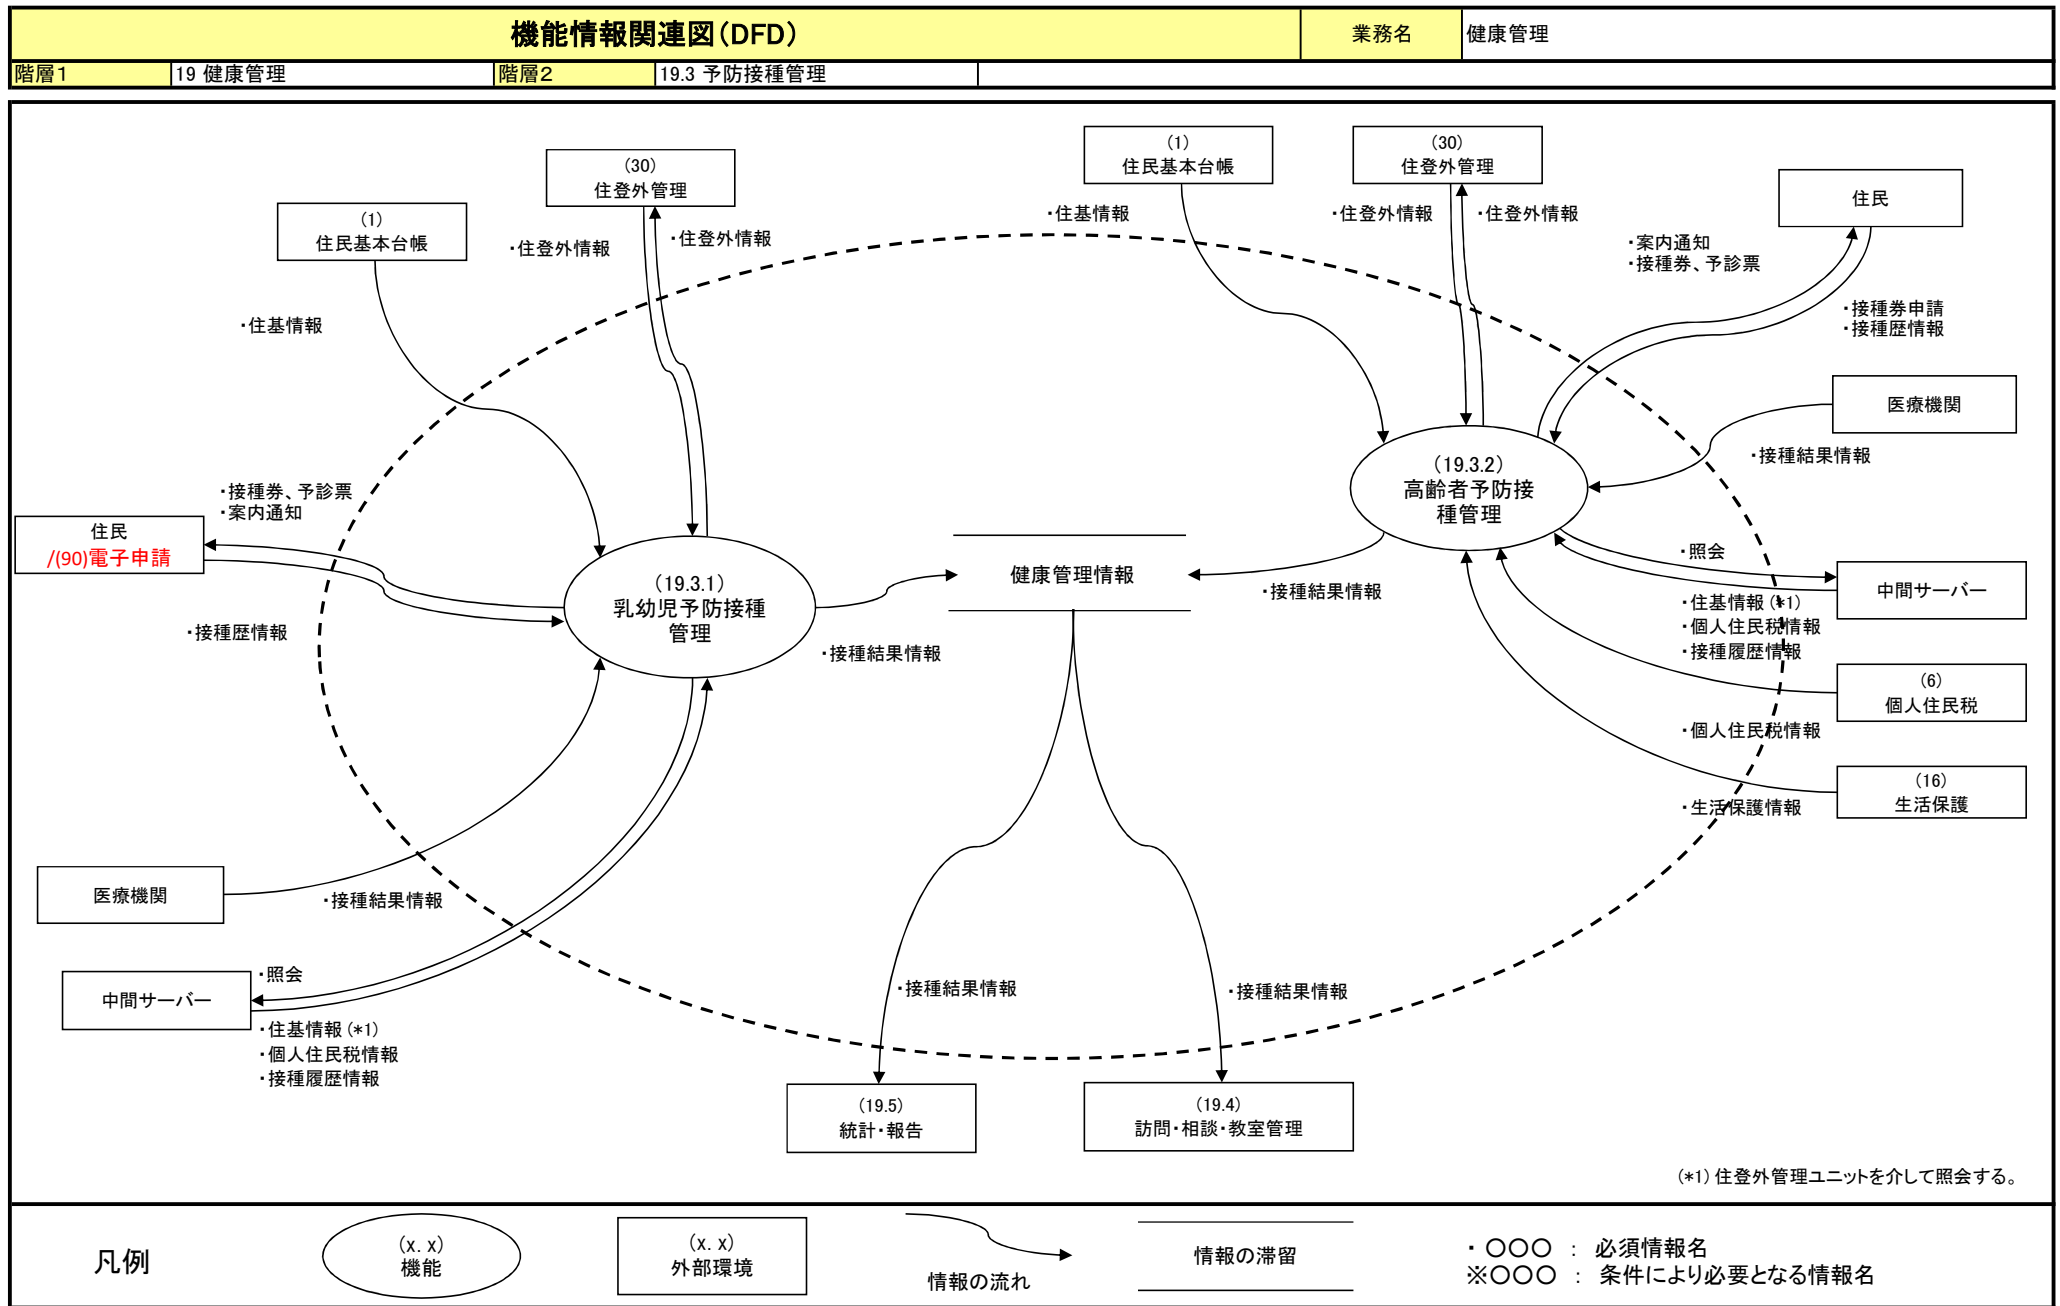 機能情報関連図(DFD)
業務名
健康管理
階層1
19 健康管理
階層2
19.3 予防接種管理
(1)
住民基本台帳
(30)
住登外管理
(1)
住民基本台帳
(30)
住登外管理
住民
・住基情報
・住登外情報
・住登外情報
・住基情報
・住登外情報
・住登外情報
・案内通知
・接種券、予診票
・接種券申請
・接種歴情報
医療機関
・接種結果情報
(19.3.2)
高齢者予防接
種管理
・接種券、予診票
・案内通知
住民
/(90)電子申請
・接種歴情報
(19.3.1)
乳幼児予防接種
管理
健康管理情報
・接種結果情報
・接種結果情報
・照会
中間サーバー
・住基情報(*1)
・個人住民税情報
・接種履歴情報
(6)
個人住民税
・個人住民税情報
(16)
生活保護
・生活保護情報
医療機関
・接種結果情報
中間サーバー
・照会
・住基情報(*1)
・個人住民税情報
・接種履歴情報
・接種結果情報
・接種結果情報
(19.5)
統計・報告
(19.4)
訪問・相談・教室管理
(*1)住登外管理ユニットを介して照会する。
凡例
(x. x)
機能
(x. x)
外部環境
情報の流れ
情報の滞留
・ 〇〇〇 : 必須情報名
※〇〇〇 : 条件により必要となる情報名